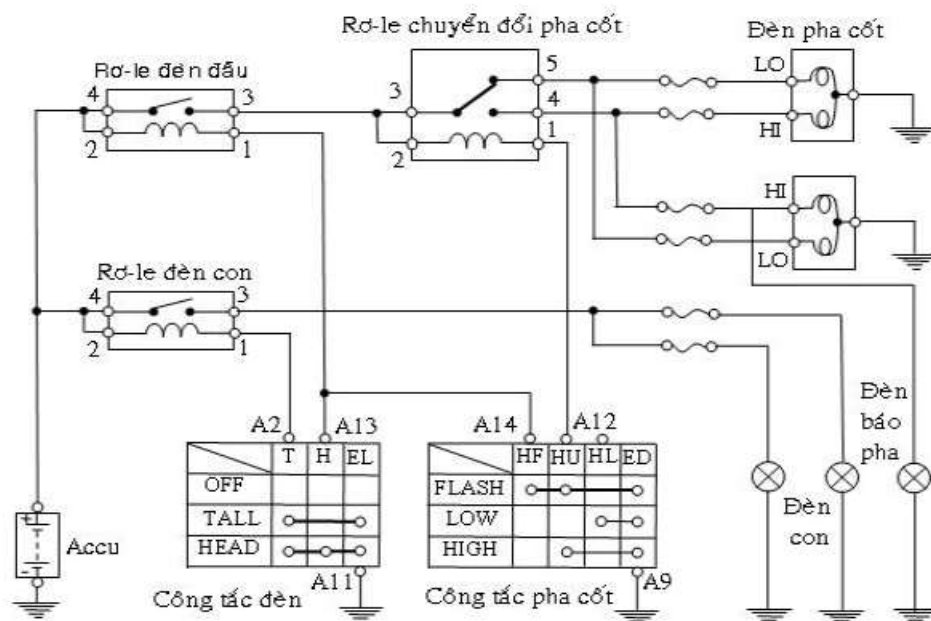 Rơ-le chuyển đổi pha cốt
Đèn pha cốt
Rơ-le đèn đầu
5
LO
4
3
3
4
HI
2
1
2
1
HI
LO
Rơ-le đèn con
4
3
2
1
Đèn
báo
pha
A2
A13
A14
A12
T
H
EL
HF
HU
HL
ED
OFF
FLASH
TALL
LOW
HEAD
HIGH
Đèn
con
+
-
Accu
A11
A9
Công tắc đèn
Công tắc pha cốt